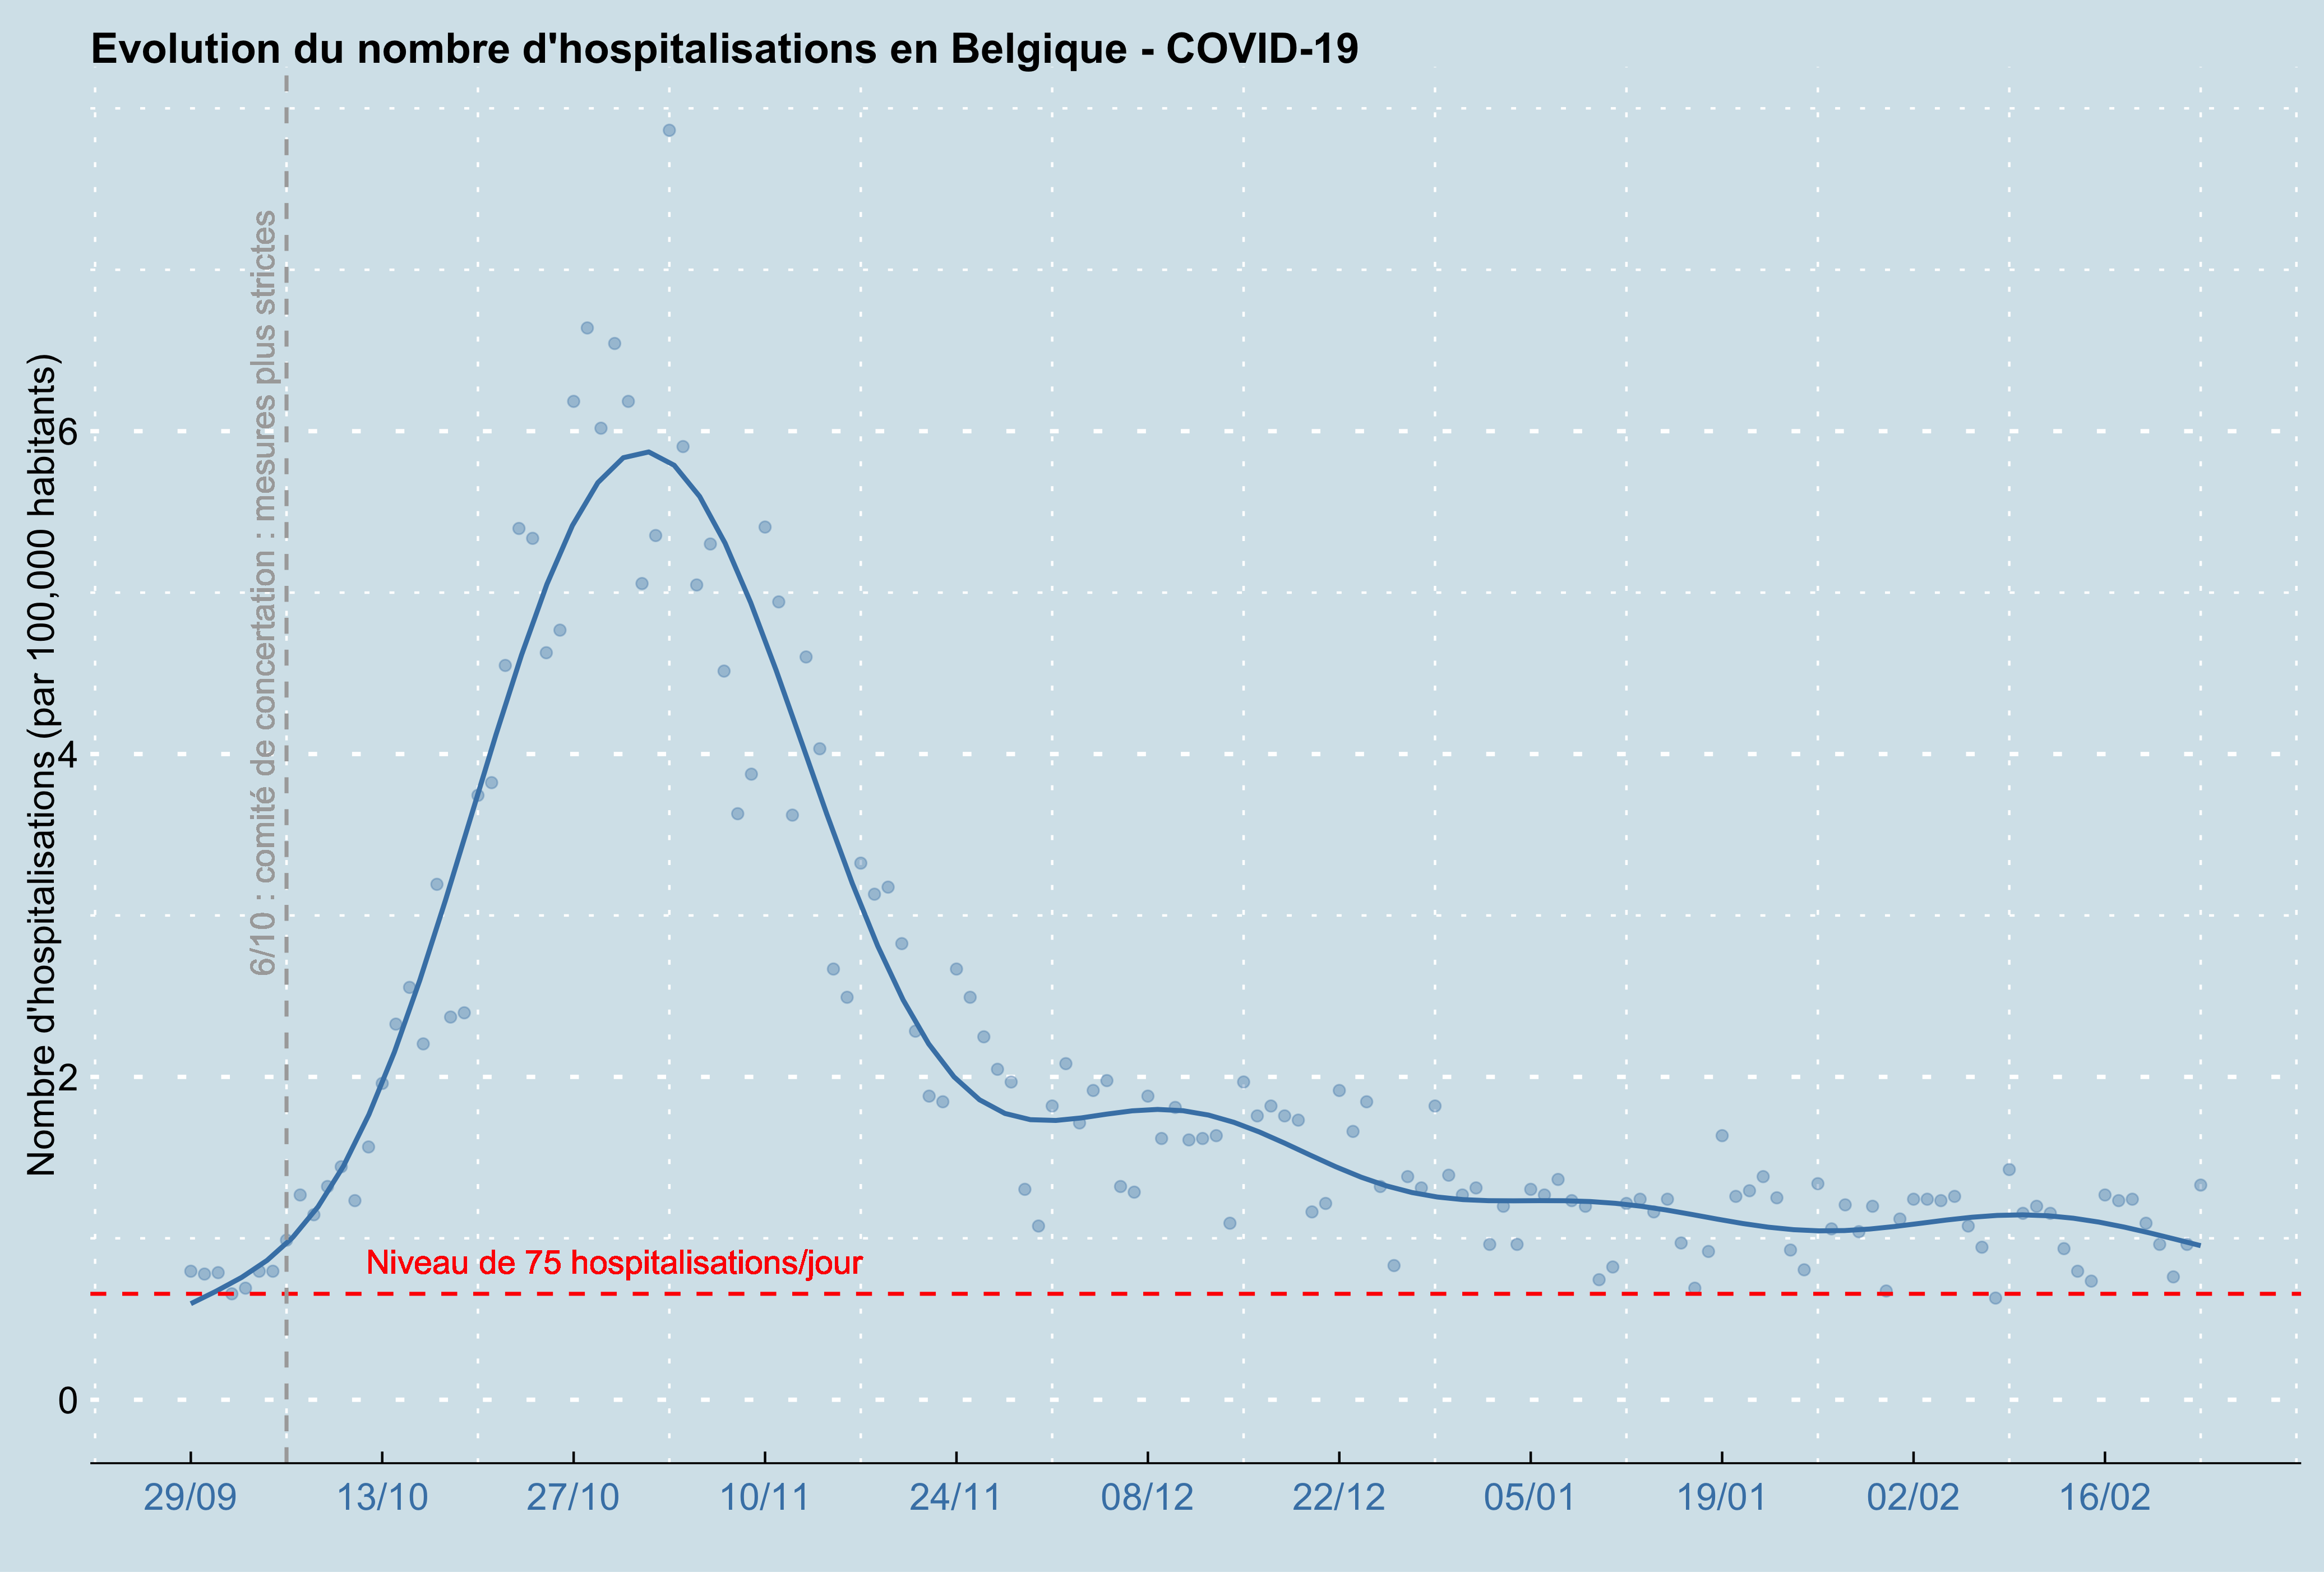 Evolution du nombre d'hospitalisations en Belgique - COVID-19
Nombre d'hospitalisations (par 100,000 habitants)
6
4
2
0
6/10 : comité de concertation : mesures plus strictes
Niveau de 75 hospitalisations/jour
29/09 13/10 27/10 10/11 24/11 08/12 22/12 05/01 19/01 02/02 16/02